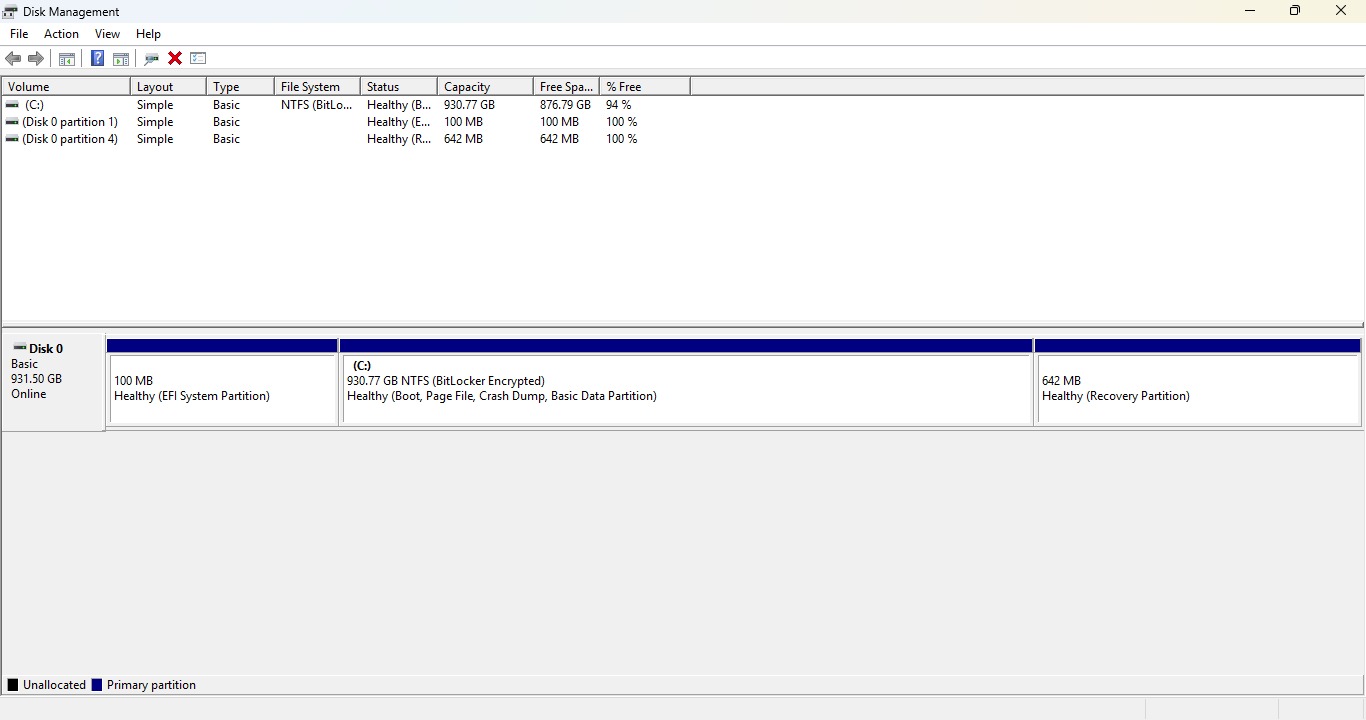 Disk Management
File Action View Help
Volume Layout Type File System Status Capacity Free Spa... % Free
(C:) Simple Basic NTFS (BitLo... Healthy (B... 930.77 GB 876.79 GB 94 %
(Disk 0 partition 1) Simple Basic Healthy (E... 100 MB 100 MB 100 %
(Disk 0 partition 4) Simple Basic Healthy (R... 642 MB 642 MB 100 %
Disk 0
Basic
931.50 GB
Online
100 MB
Healthy (EFI System Partition)
(C:)
930.77 GB NTFS (BitLocker Encrypted)
Healthy (Boot, Page File, Crash Dump, Basic Data Partition)
642 MB
Healthy (Recovery Partition)
Unallocated Primary partition